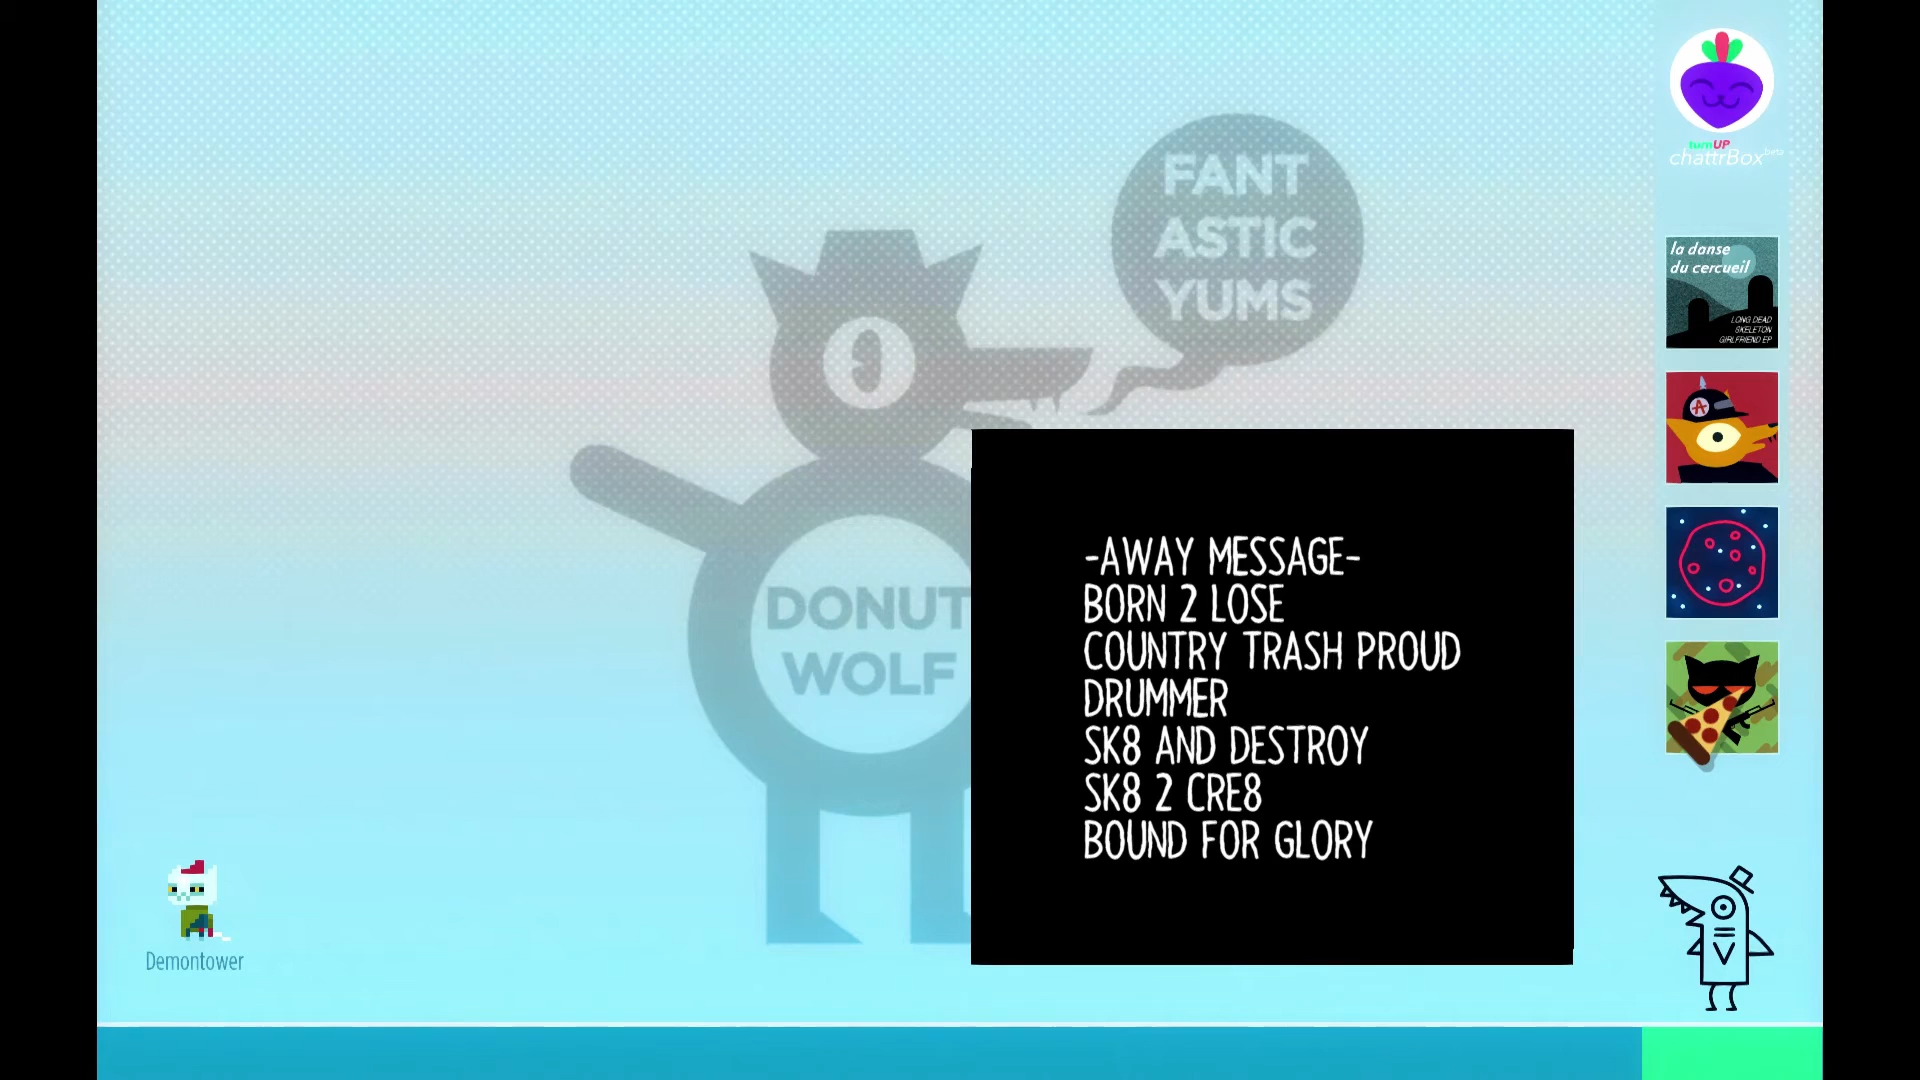 FANT
ASTIC
YUMS
DONUT
WOLF
-AWAY MESSAGE-
BORN 2 LOSE
COUNTRY TRASH PROUD
DRUMMER
SK8 AND DESTROY
SK8 2 CRE8
BOUND FOR GLORY
Demontower
turnUP
chattrBox beta
la danse
du cercueil
LONG DEAD
SKELETON
GIRLFRIEND EP
A